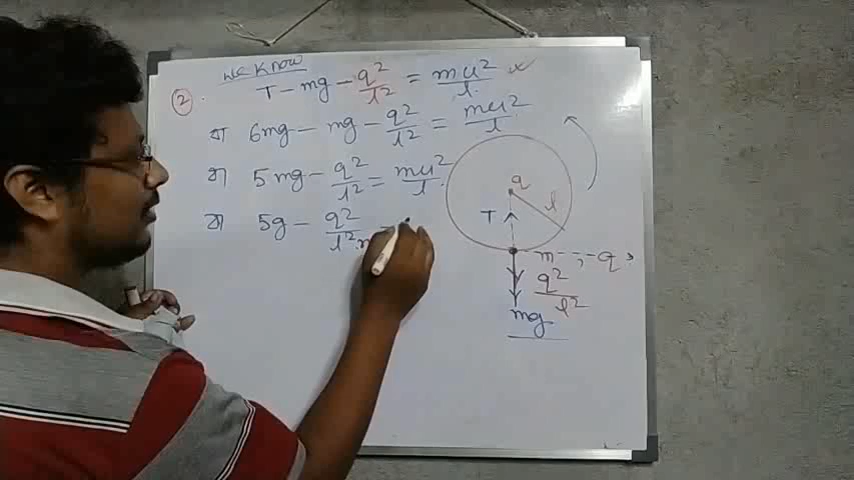 We Know
②. T - mg - q²/l² = mu²/l.
বা 6mg - mg - q²/l² = mu²/l
বা 5mg - q²/l² = mu²/l.
বা 5g - q²/l²m =
q
l
T
m
-q
q²/l²
mg